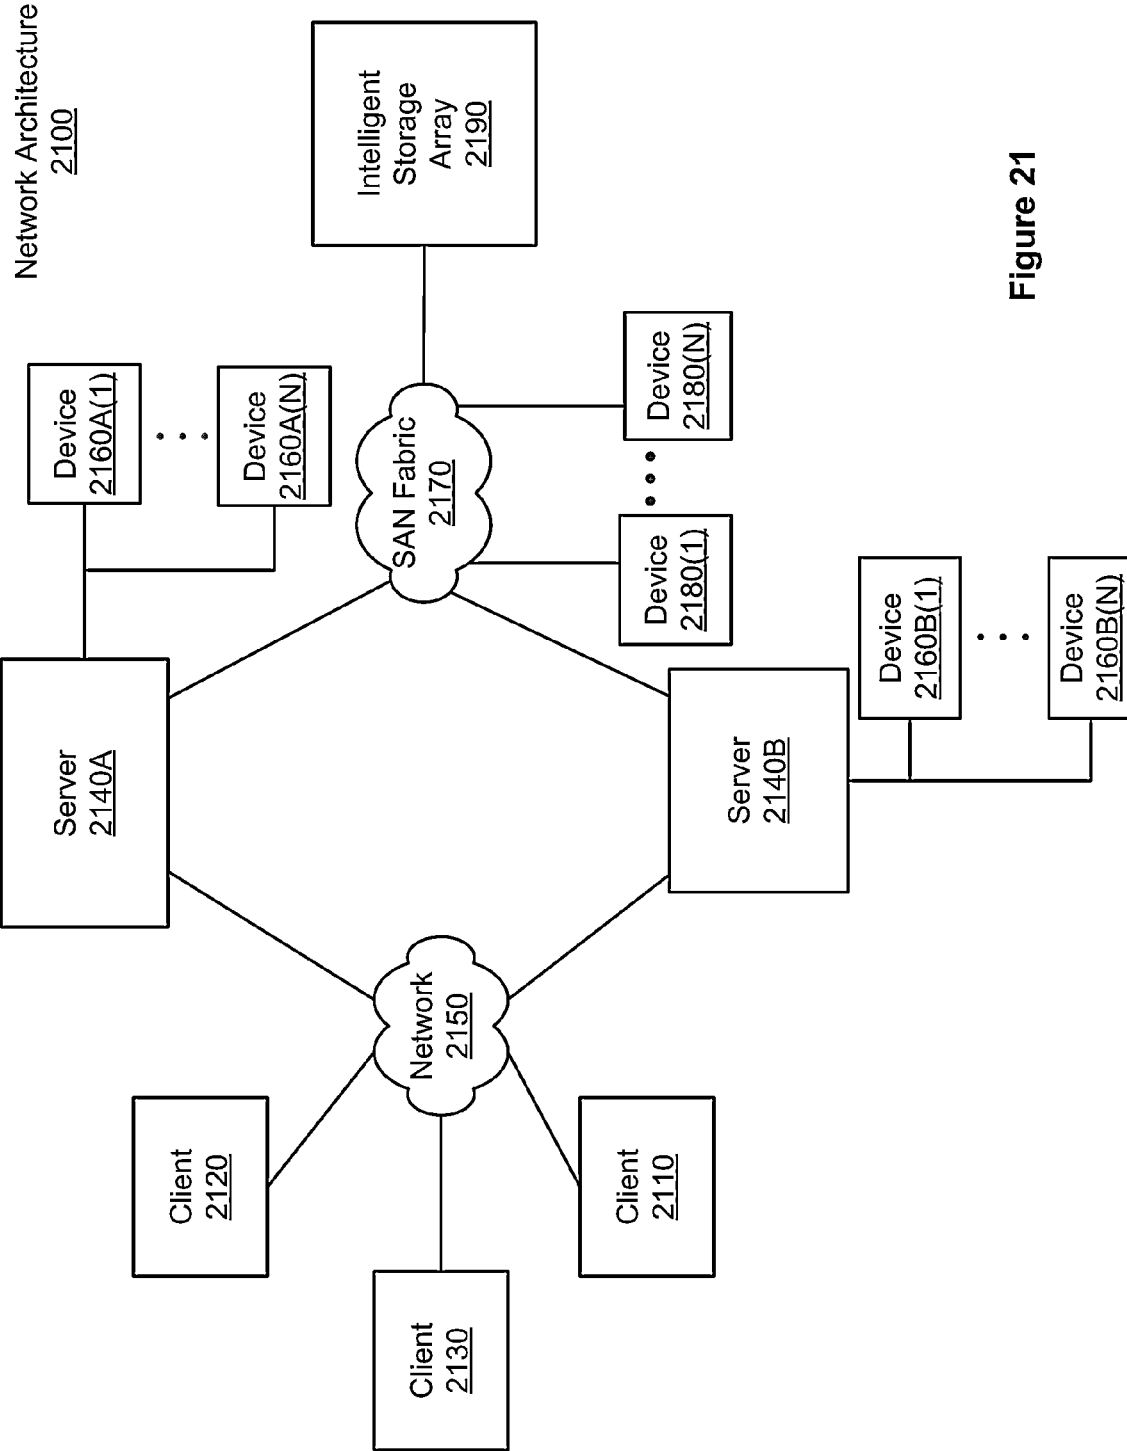 Network Architecture
2100
Server
2140A
Device
2160A(1)
Device
2160A(N)
Client
2120
Client
2130
Client
2110
Network
2150
SAN Fabric
2170
Intelligent
Storage
Array
2190
Device
2180(1)
Device
2180(N)
Server
2140B
Device
2160B(1)
Device
2160B(N)
Figure 21